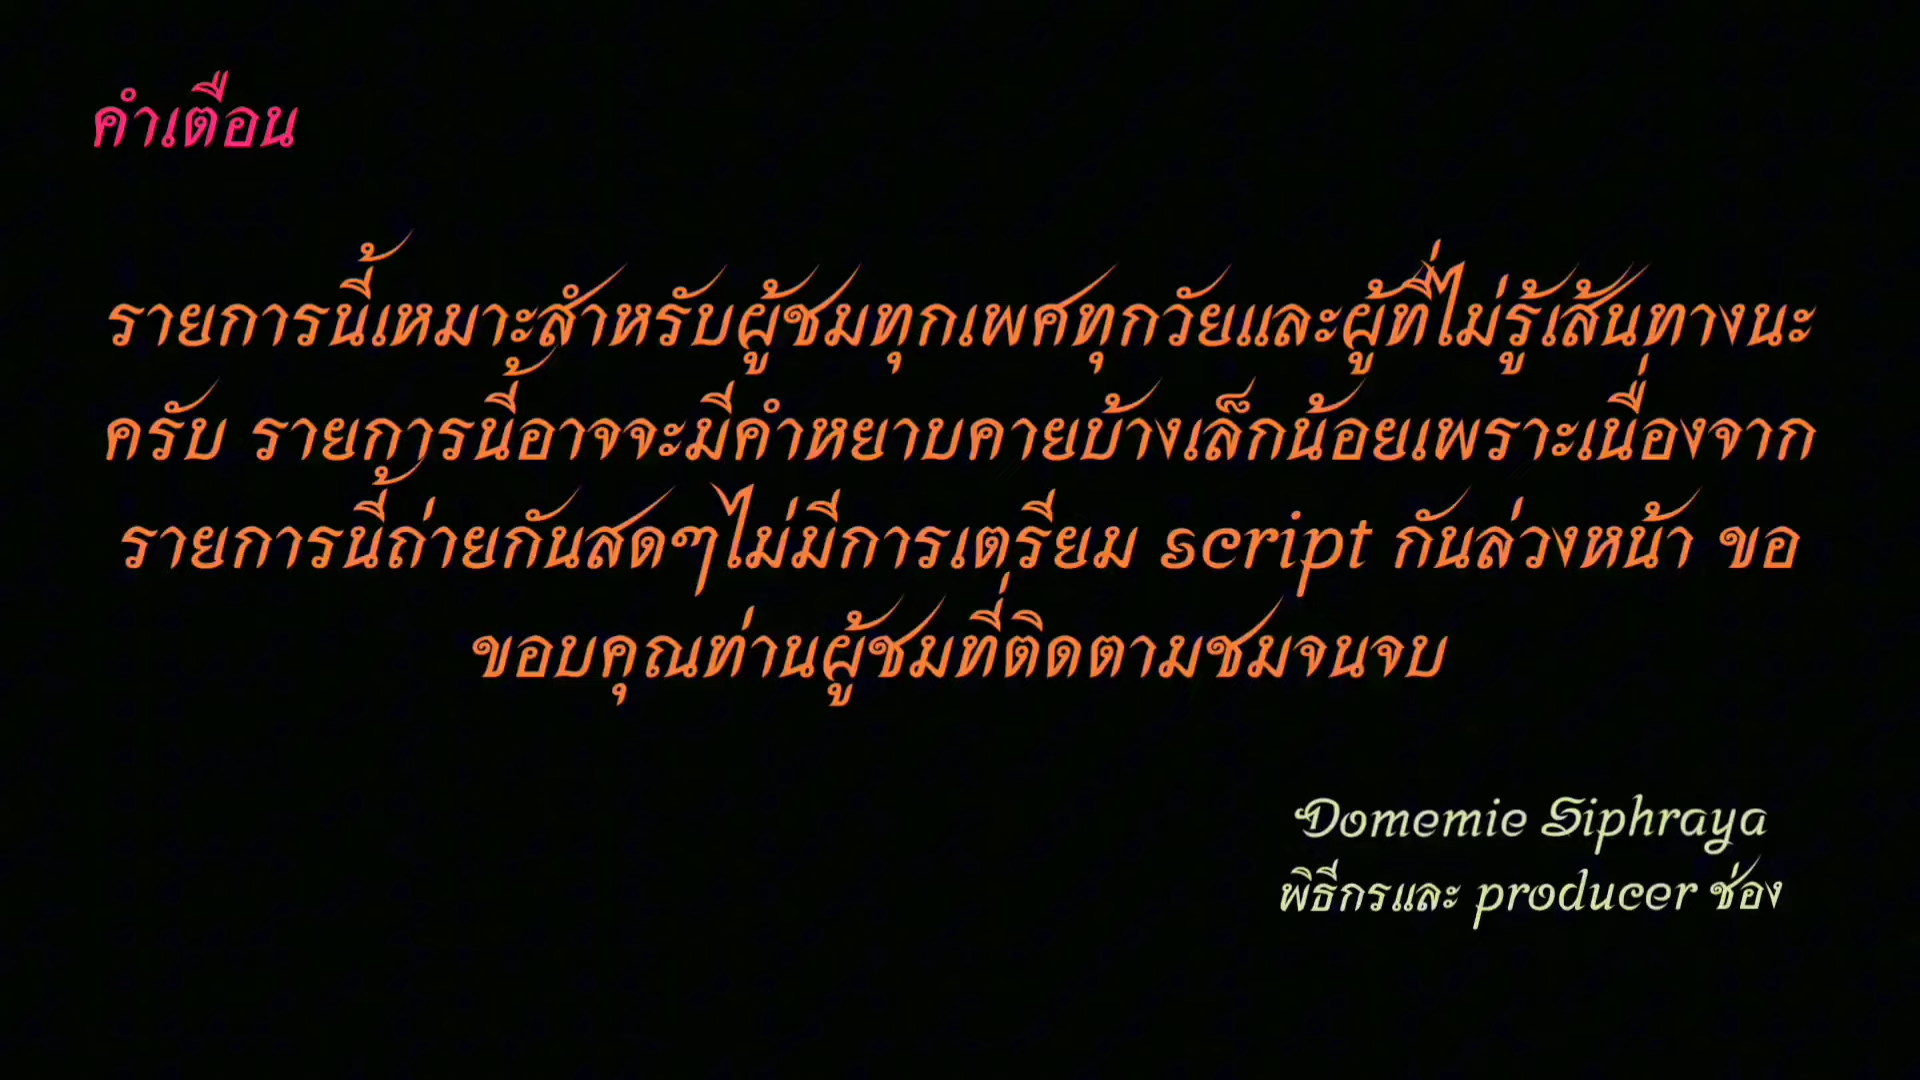 คำเตือน
รายการนี้เหมาะสำหรับผู้ชมทุกเพศทุกวัยและผู้ที่ไม่รู้เส้นทางนะ
ครับ รายการนี้อาจจะมีคำหยาบคายบ้างเล็กน้อยเพราะเนื่องจาก
รายการนี้ถ่ายกันสดๆไม่มีการเตรียม script กันล่วงหน้า ขอ
ขอบคุณท่านผู้ชมที่ติดตามชมจนจบ
Domemie Siphraya
พิธีกรและ producer ช่อง